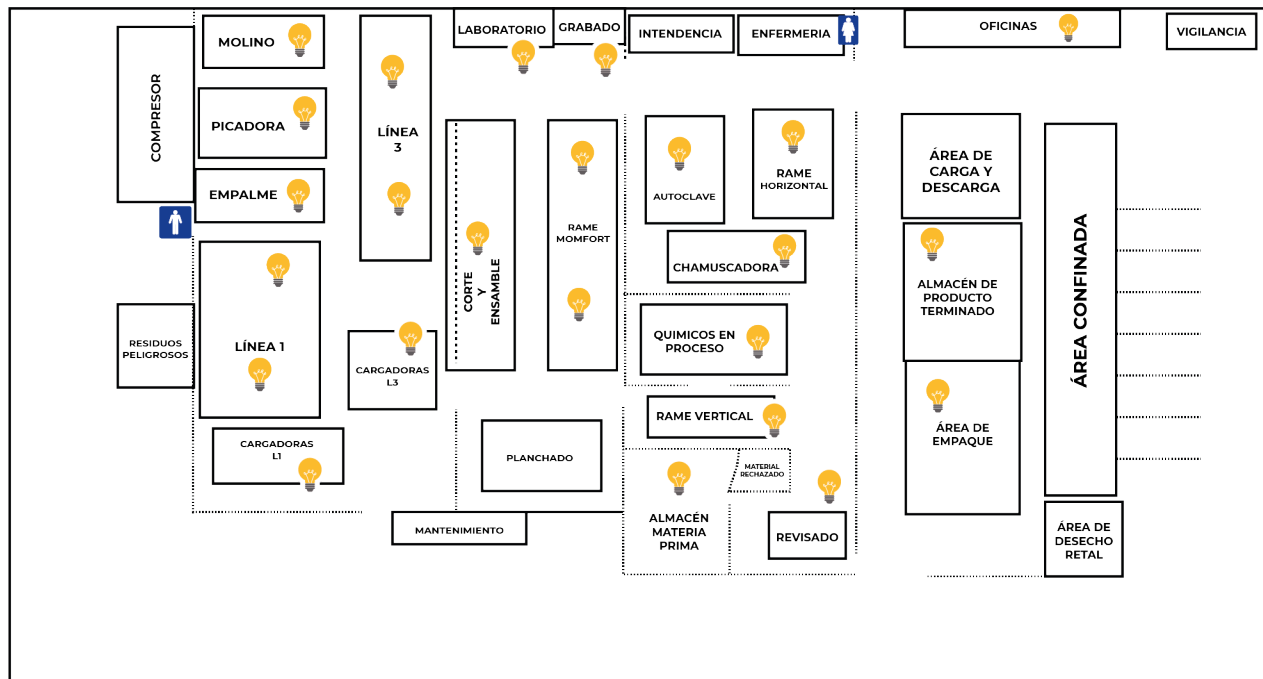 MOLINO
LABORATORIO
GRABADO
INTENDENCIA
ENFERMERIA
OFICINAS
VIGILANCIA
COMPRESOR
PICADORA
LÍNEA
3
EMPALME
CORTE
Y
ENSAMBLE
RAME
MOMFORT
AUTOCLAVE
RAME
HORIZONTAL
CHAMUSCADORA
ÁREA DE
CARGA Y
DESCARGA
ÁREA CONFINADA
ALMACÉN DE
PRODUCTO
TERMINADO
RESIDUOS
PELIGROSOS
LÍNEA 1
CARGADORAS
L3
QUIMICOS EN
PROCESO
RAME VERTICAL
ÁREA DE
EMPAQUE
CARGADORAS
L1
PLANCHADO
MATERIAL
RECHAZADO
MANTENIMIENTO
ALMACÉN
MATERIA
PRIMA
REVISADO
ÁREA DE
DESECHO
RETAL